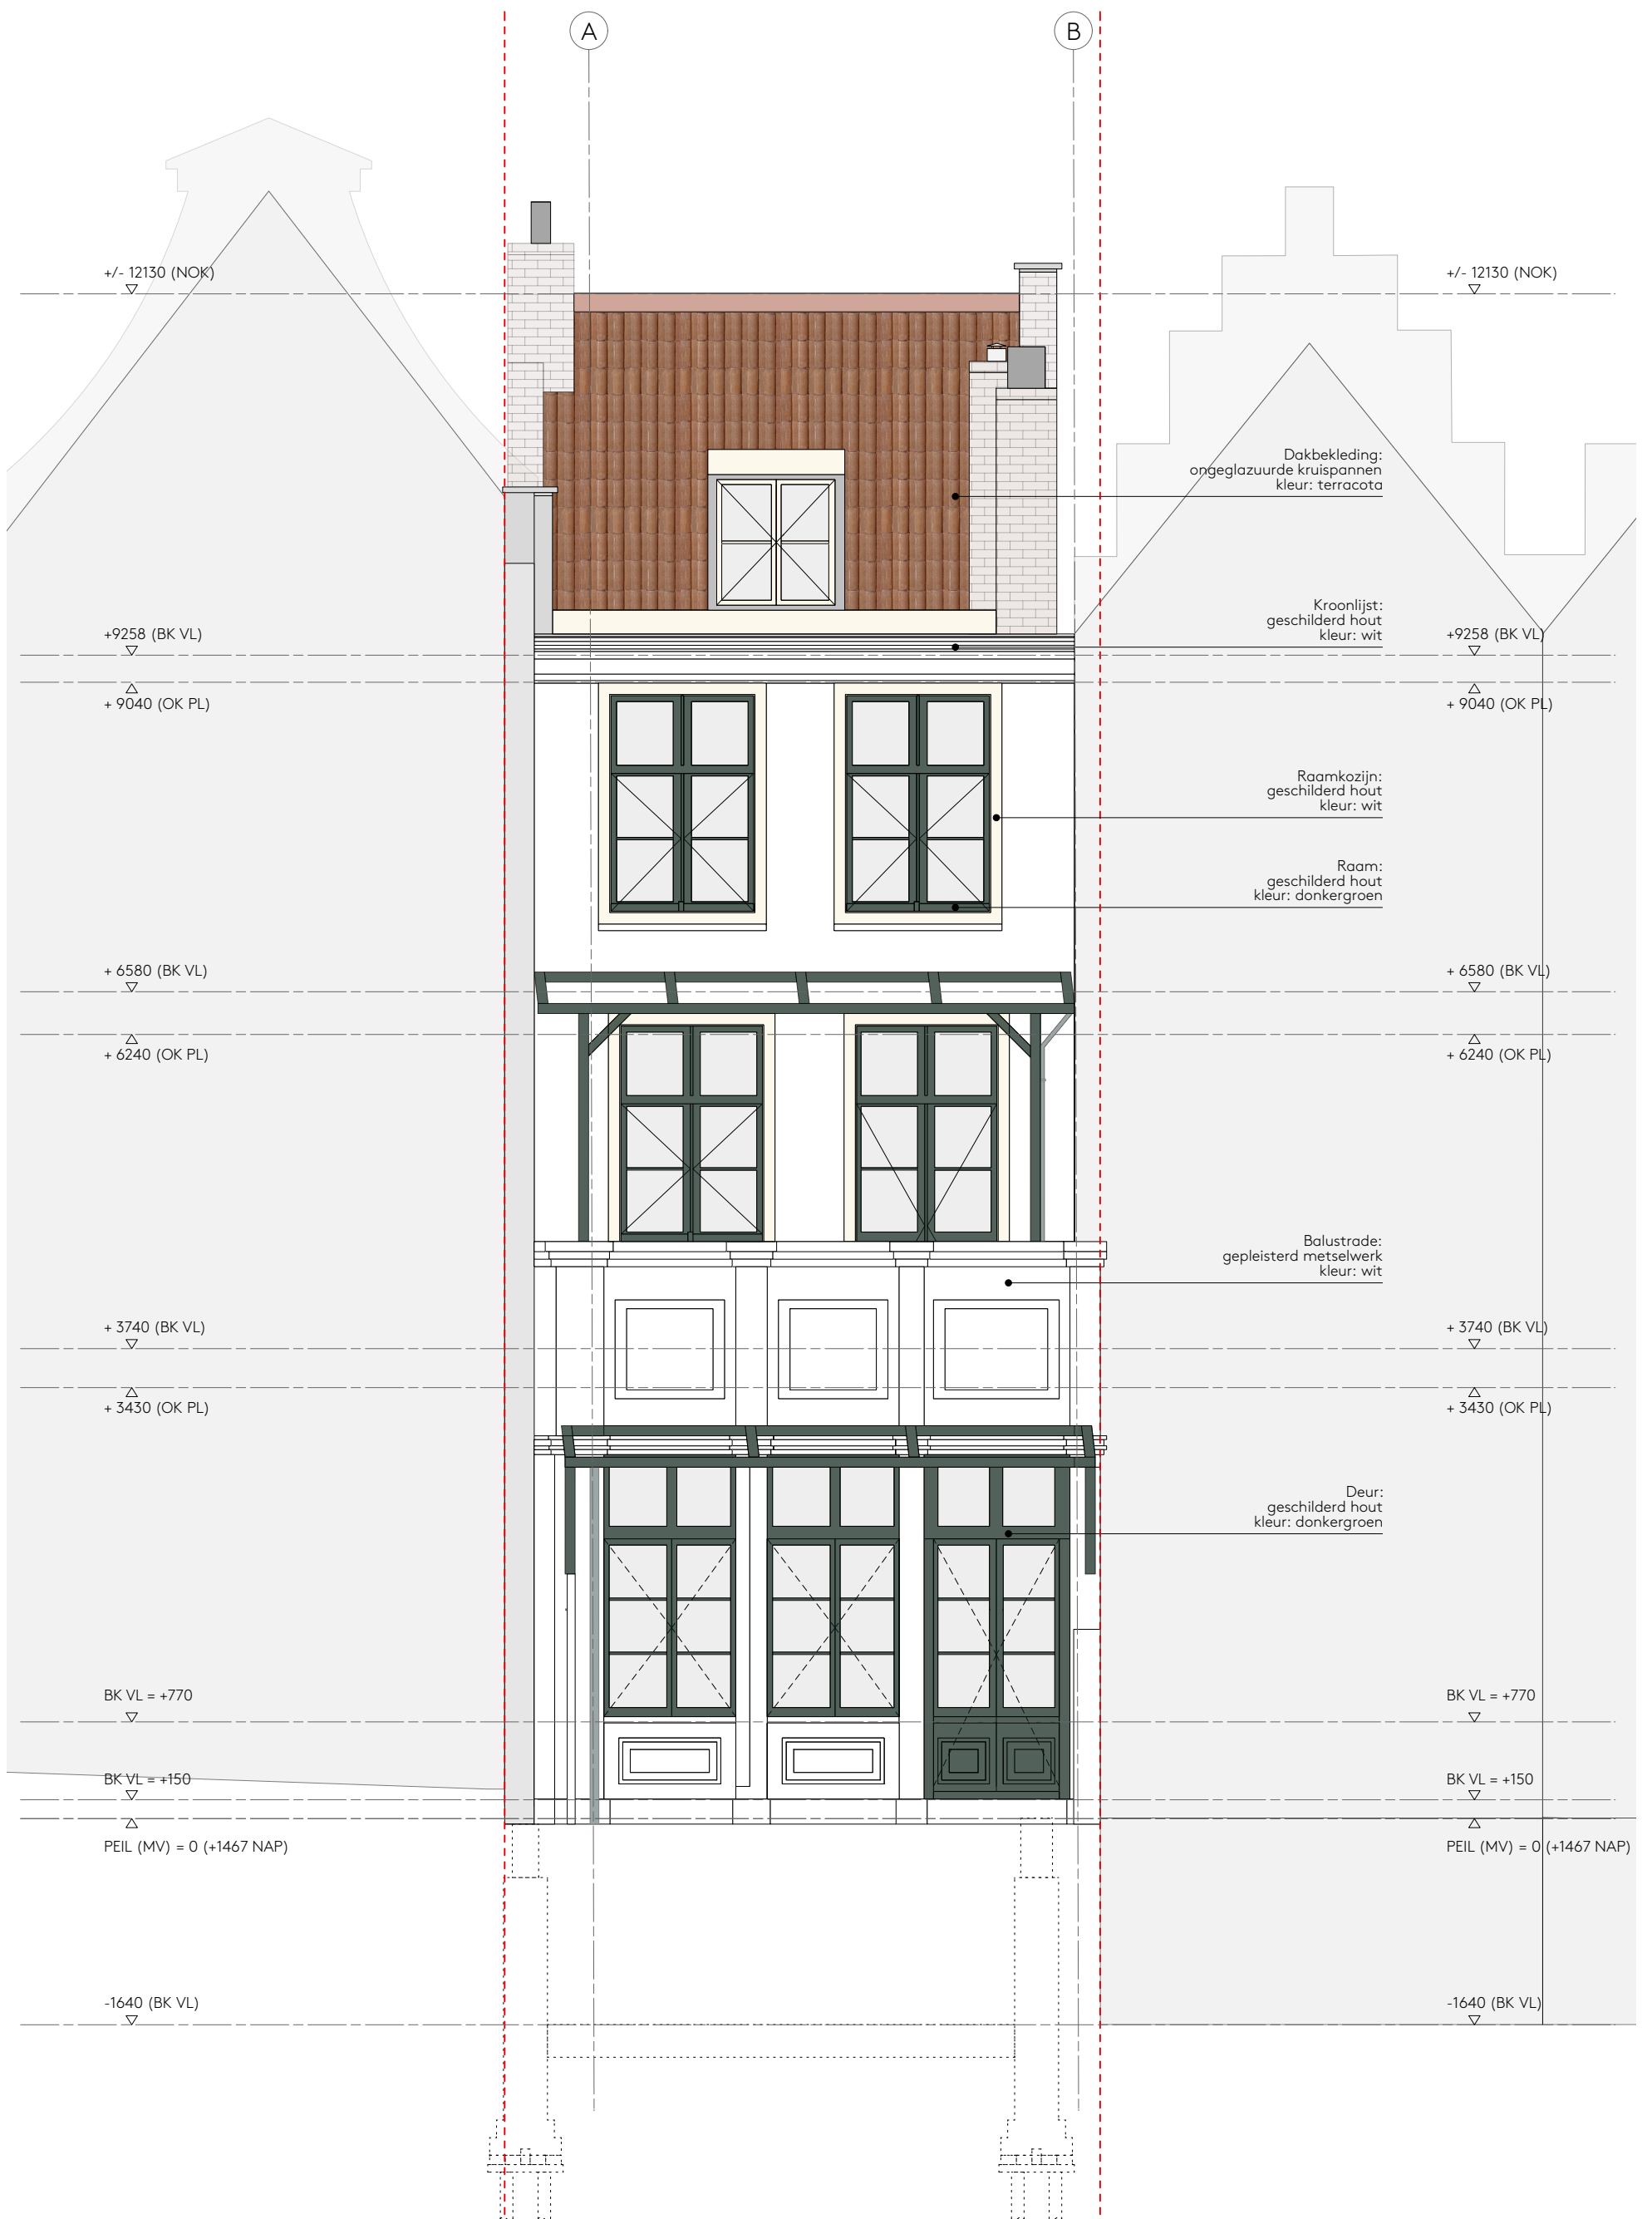 A
B
+/- 12130 (NOK)
+/- 12130 (NOK)
Dakbekleding:
ongeglazuurde kruispannen
kleur: terracota
Kroonlijst:
geschilderd hout
kleur: wit
+9258 (BK VL)
+9258 (BK VL)
+ 9040 (OK PL)
+ 9040 (OK PL)
Raamkozijn:
geschilderd hout
kleur: wit
Raam:
geschilderd hout
kleur: donkergroen
+ 6580 (BK VL)
+ 6580 (BK VL)
+ 6240 (OK PL)
+ 6240 (OK PL)
Balustrade:
gepleisterd metselwerk
kleur: wit
+ 3740 (BK VL)
+ 3740 (BK VL)
+ 3430 (OK PL)
+ 3430 (OK PL)
Deur:
geschilderd hout
kleur: donkergroen
BK VL = +770
BK VL = +770
BK VL = +150
BK VL = +150
PEIL (MV) = 0 (+1467 NAP)
PEIL (MV) = 0 (+1467 NAP)
-1640 (BK VL)
-1640 (BK VL)